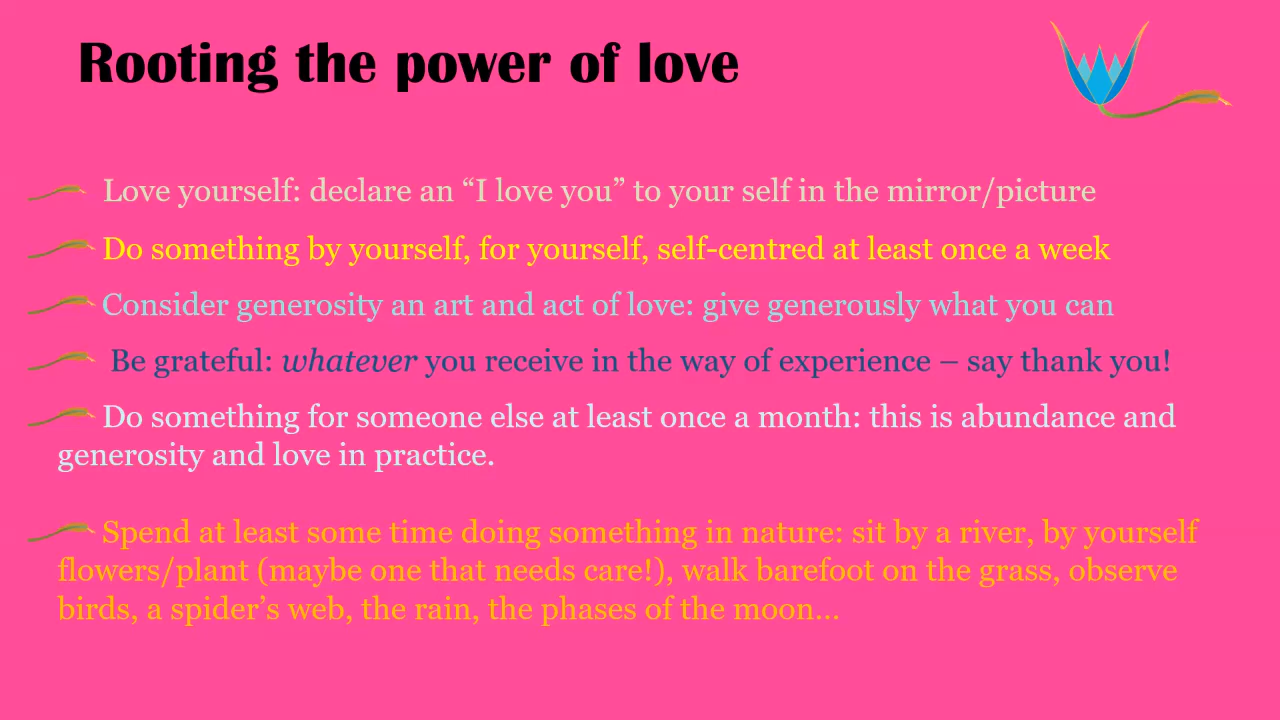 Rooting the power of love
Love yourself: declare an “I love you” to your self in the mirror/picture
Do something by yourself, for yourself, self-centred at least once a week
Consider generosity an art and act of love: give generously what you can
Be grateful: whatever you receive in the way of experience – say thank you!
Do something for someone else at least once a month: this is abundance and
generosity and love in practice.
Spend at least some time doing something in nature: sit by a river, by yourself
flowers/plant (maybe one that needs care!), walk barefoot on the grass, observe
birds, a spider’s web, the rain, the phases of the moon...